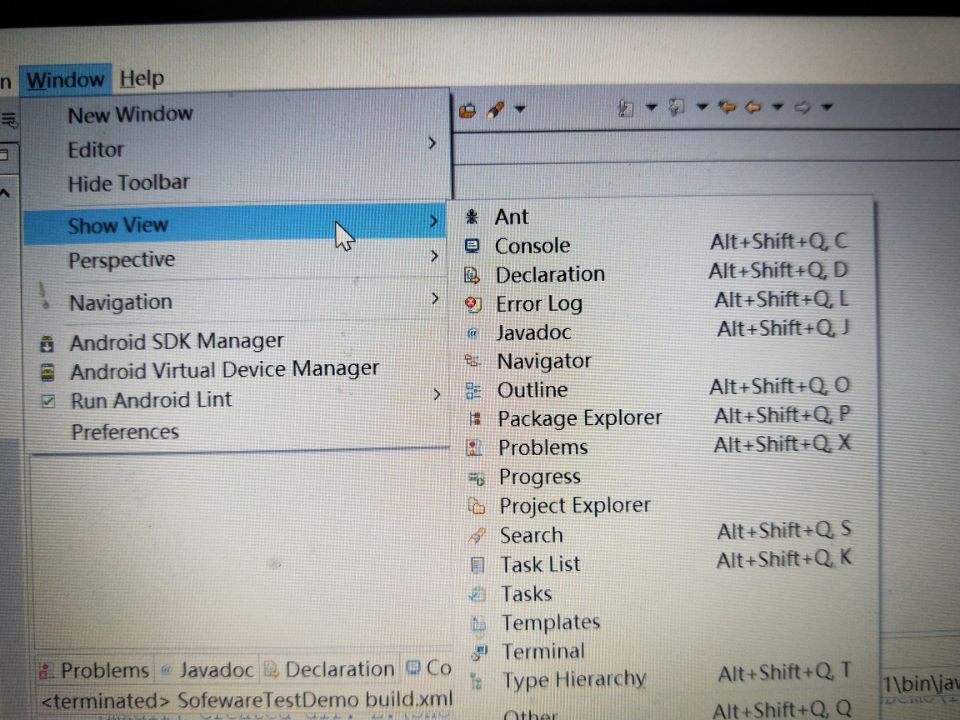 n Window Help
New Window
Editor
Hide Toolbar
Show View
Perspective
Navigation
Android SDK Manager
Android Virtual Device Manager
Run Android Lint
Preferences
Ant
Console Alt+Shift+Q, C
Declaration Alt+Shift+Q, D
Error Log Alt+Shift+Q, L
Javadoc Alt+Shift+Q, J
Navigator
Outline Alt+Shift+Q, O
Package Explorer Alt+Shift+Q, P
Problems Alt+Shift+Q, X
Progress
Project Explorer
Search Alt+Shift+Q, S
Task List Alt+Shift+Q, K
Tasks
Templates
Terminal
Type Hierarchy Alt+Shift+Q, T
Other Alt+Shift+Q, Q
Problems Javadoc Declaration Co
<terminated> SofewareTestDemo build.xml
1\bin\jav